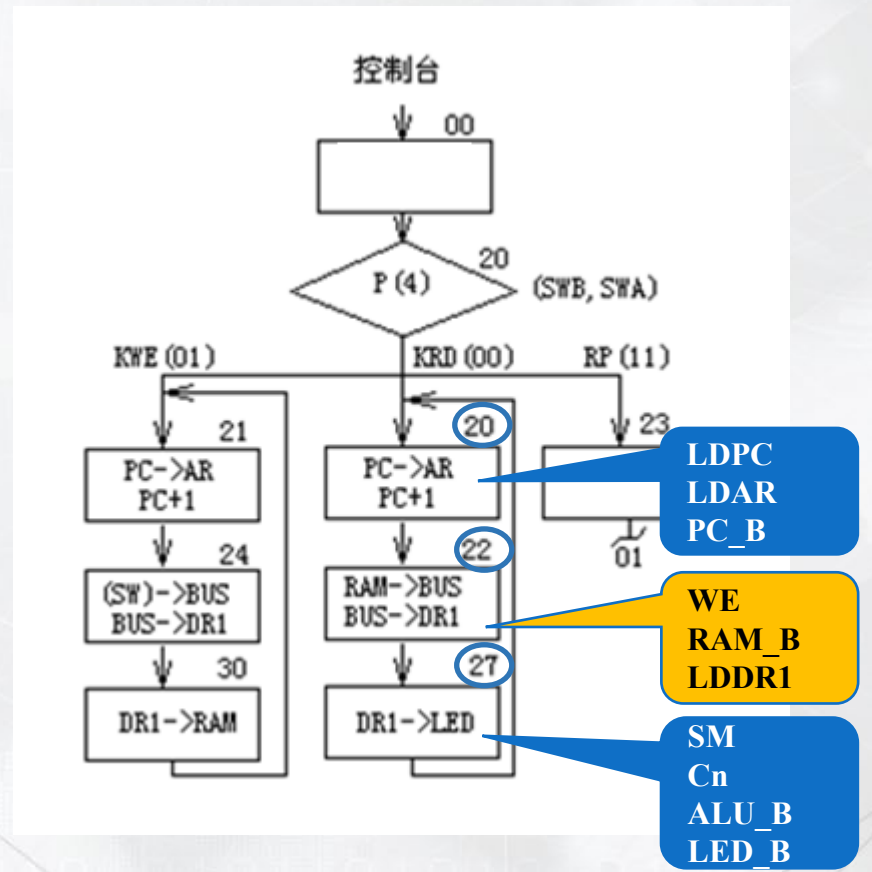 控制台
00
P(4)
20
(SWB, SWA)
KWE(01)
KRD(00)
RP(11)
21
PC->AR
PC+1
20
PC->AR
PC+1
23
01
LDPC
LDAR
PC_B
24
(SW)->BUS
BUS->DR1
22
RAM->BUS
BUS->DR1
WE
RAM_B
LDDR1
30
DR1->RAM
27
DR1->LED
SM
Cn
ALU_B
LED_B